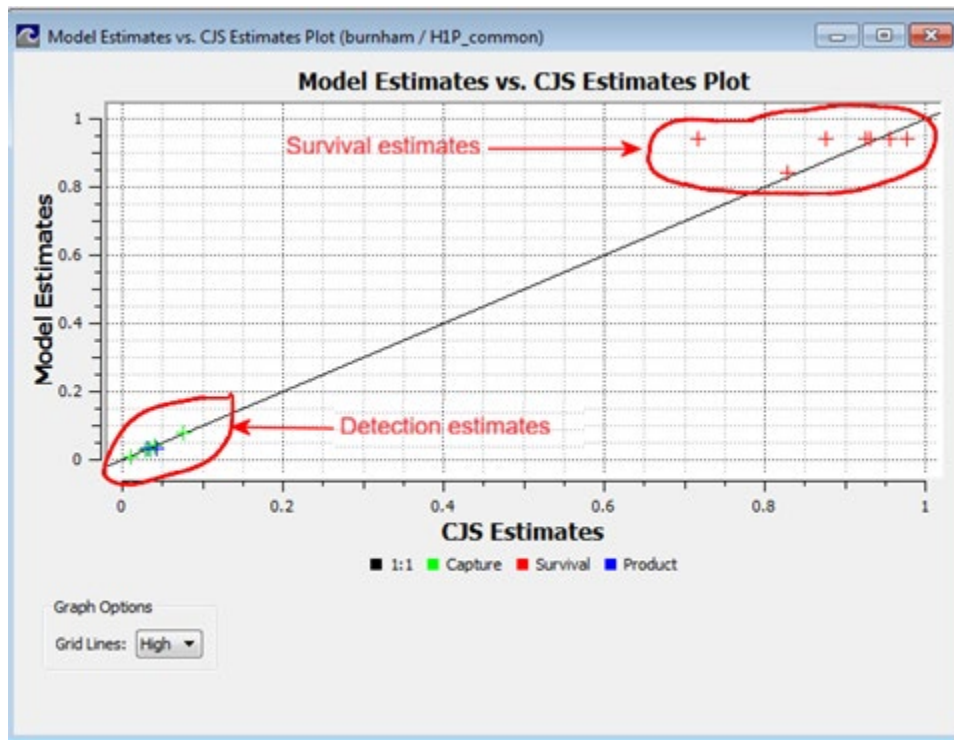 Model Estimates vs. CJS Estimates Plot (burnham / H1P_common)
Model Estimates vs. CJS Estimates Plot
Model Estimates
1
0.8
0.6
0.4
0.2
0
Survival estimates
Detection estimates
0 0.2 0.4 0.6 0.8 1
CJS Estimates
1:1 Capture Survival Product
Graph Options
Grid Lines: High